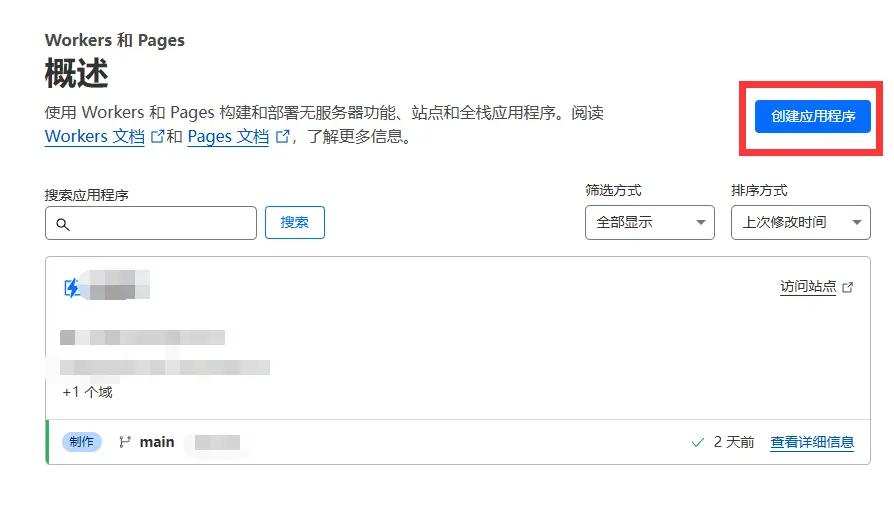 Workers 和 Pages
概述
使用 Workers 和 Pages 构建和部署无服务器功能、站点和全栈应用程序。阅读
Workers 文档 和 Pages 文档 ，了解更多信息。
创建应用程序
搜索应用程序
搜索
筛选方式
全部显示
排序方式
上次修改时间
访问站点
+1 个域
制作 main
2 天前 查看详细信息